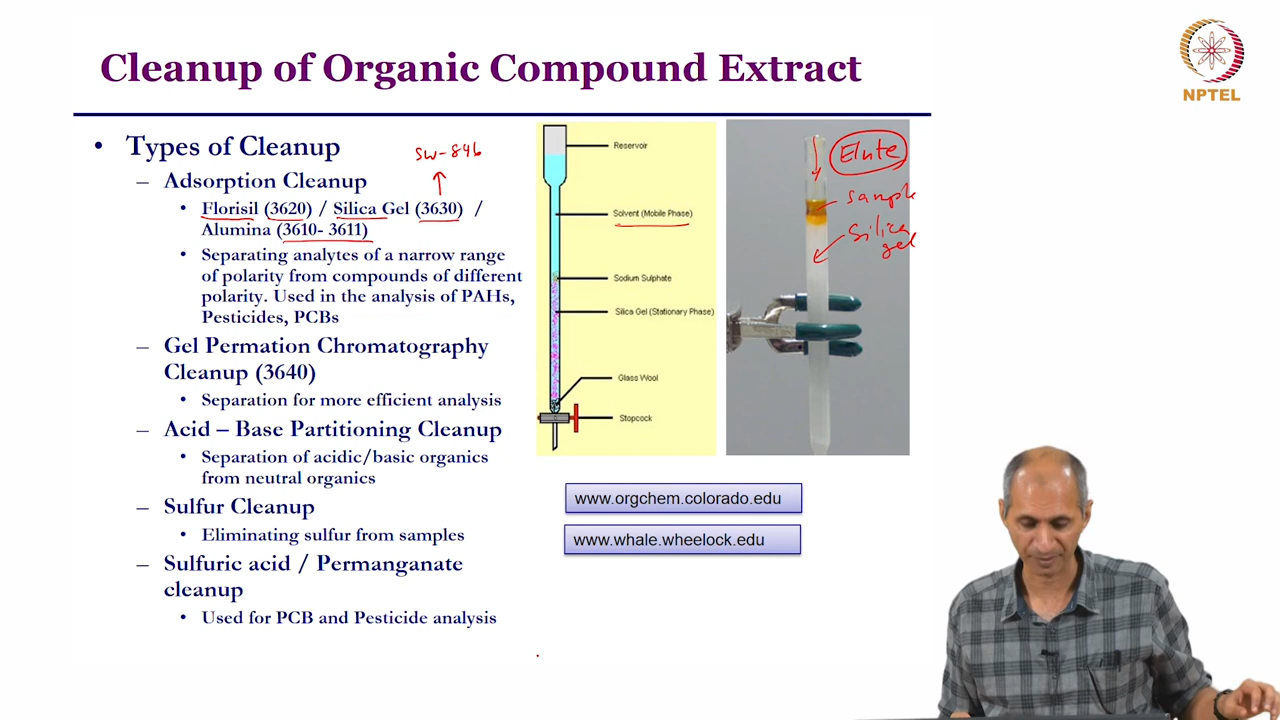 Cleanup of Organic Compound Extract
NPTEL
• Types of Cleanup
SW-846
– Adsorption Cleanup
• Florisil (3620) / Silica Gel (3630) /
Alumina (3610- 3611)
• Separating analytes of a narrow range
of polarity from compounds of different
polarity. Used in the analysis of PAHs,
Pesticides, PCBs
– Gel Permation Chromatography
Cleanup (3640)
• Separation for more efficient analysis
– Acid – Base Partitioning Cleanup
• Separation of acidic/basic organics
from neutral organics
– Sulfur Cleanup
• Eliminating sulfur from samples
– Sulfuric acid / Permanganate
cleanup
• Used for PCB and Pesticide analysis
Reservoir
Solvent (Mobile Phase)
Sodium Sulphate
Silica Gel (Stationary Phase)
Glass Wool
Stopcock
Elute
Sample
Silica
gel
www.orgchem.colorado.edu
www.whale.wheelock.edu